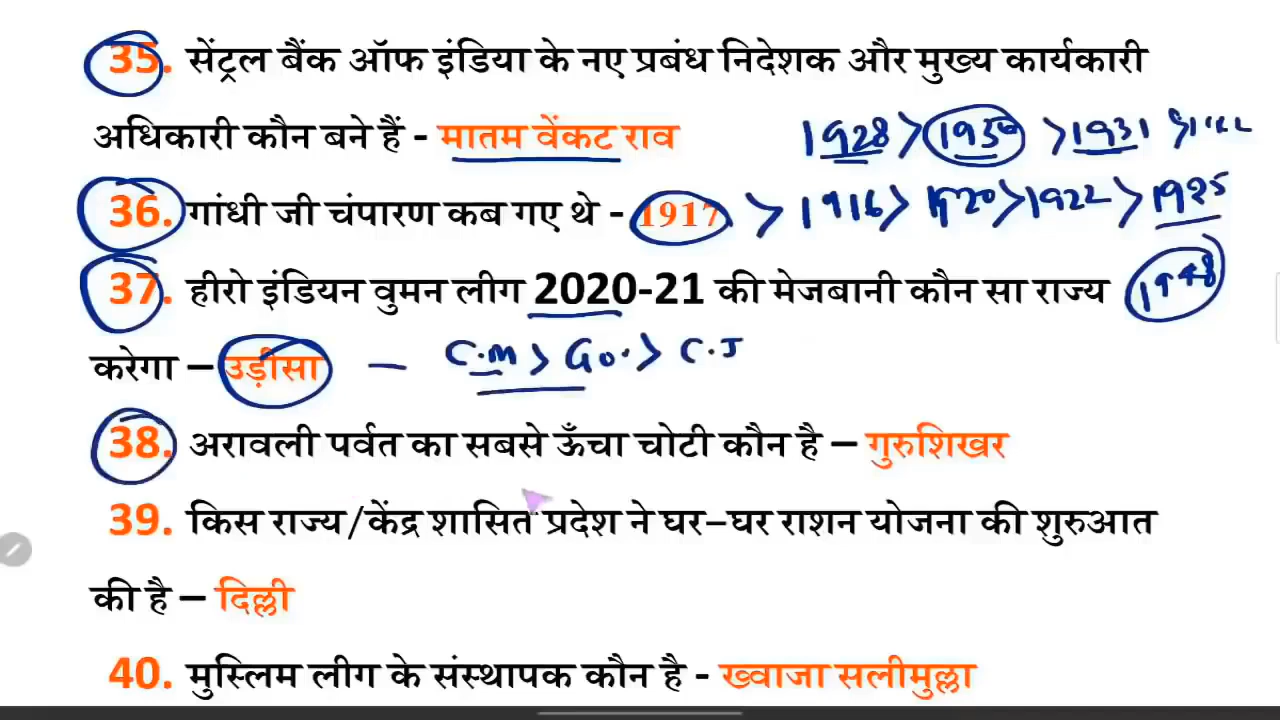 35. सेंट्रल बैंक ऑफ इंडिया के नए प्रबंध निदेशक और मुख्य कार्यकारी
अधिकारी कौन बने हैं - मातम वेंकट राव
1928 > 1930 > 1931 >
36. गांधी जी चंपारण कब गए थे - 1917 > 1916 > 1920 > 1922 > 1925
37. हीरो इंडियन वुमन लीग 2020-21 की मेजबानी कौन सा राज्य 1948
करेगा – उड़ीसा — C.M > Go. > C.J
38. अरावली पर्वत का सबसे ऊँचा चोटी कौन है – गुरुशिखर
39. किस राज्य/केंद्र शासित प्रदेश ने घर–घर राशन योजना की शुरुआत
की है – दिल्ली
40. मुस्लिम लीग के संस्थापक कौन है - ख्वाजा सलीमुल्ला